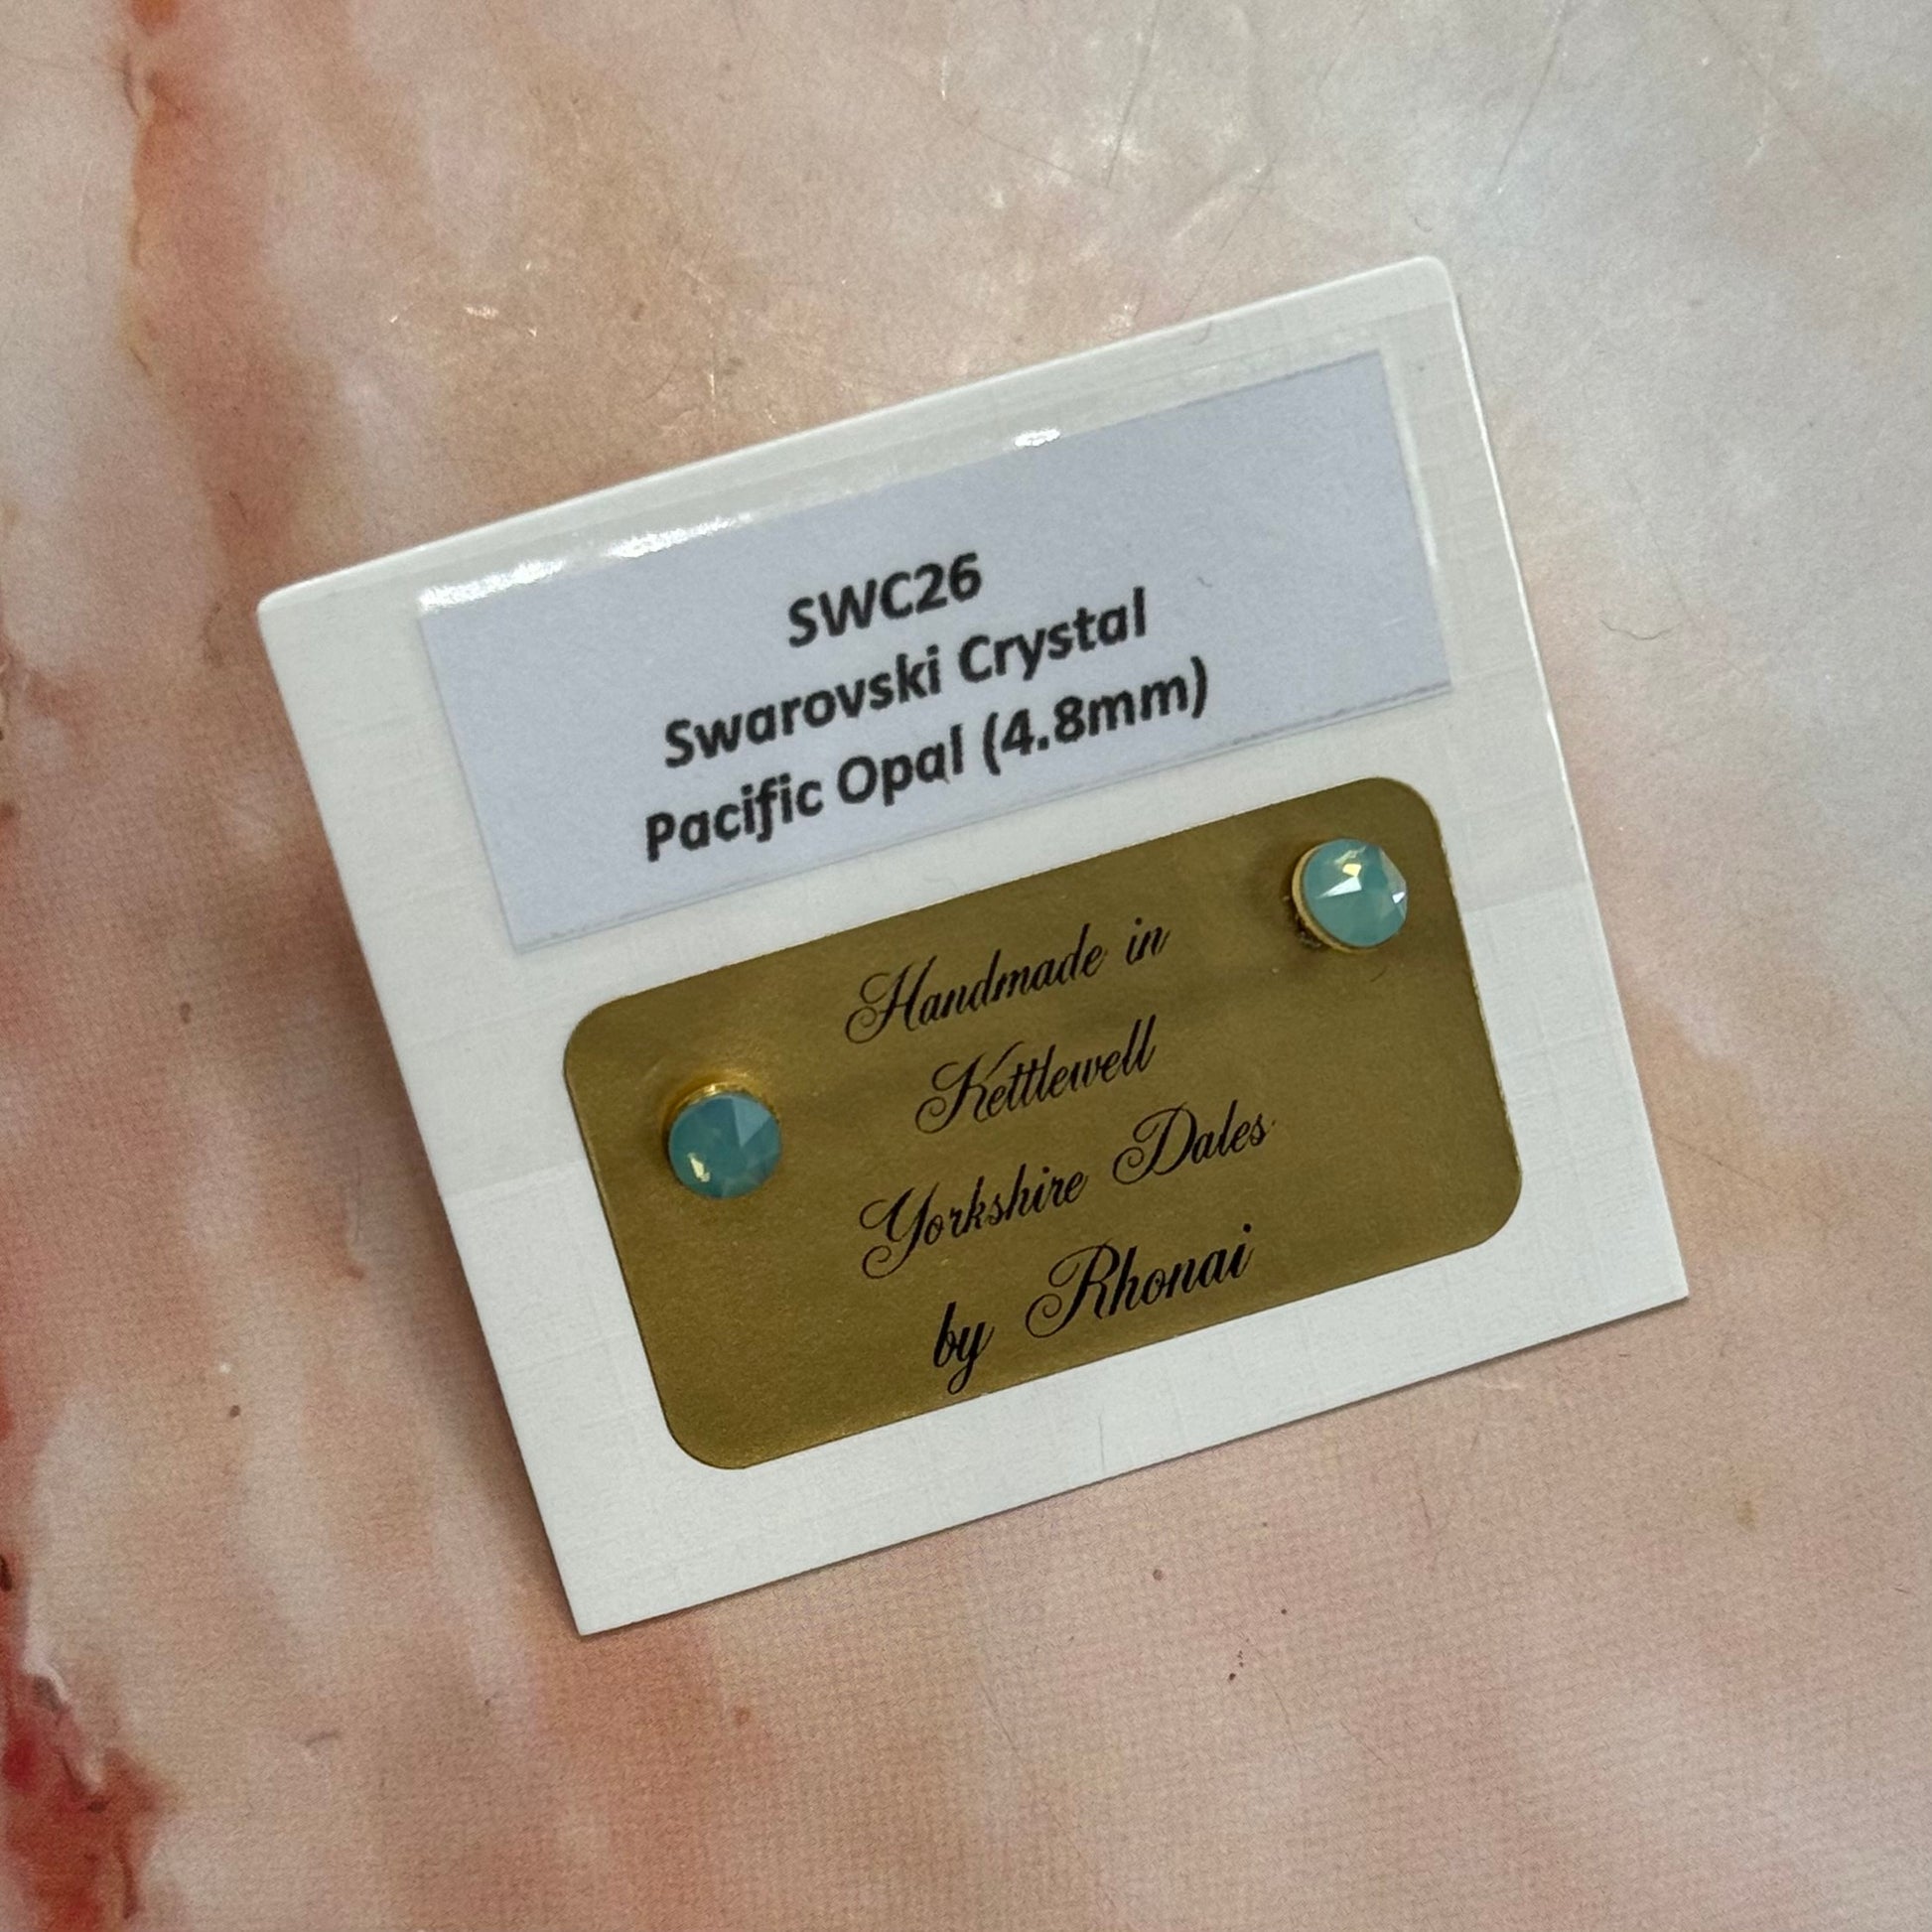 SWC26
Swarovski Crystal
Pacific Opal (4.8mm)
Handmade in
Kettlewell
Yorkshire Dales
by Rhonai